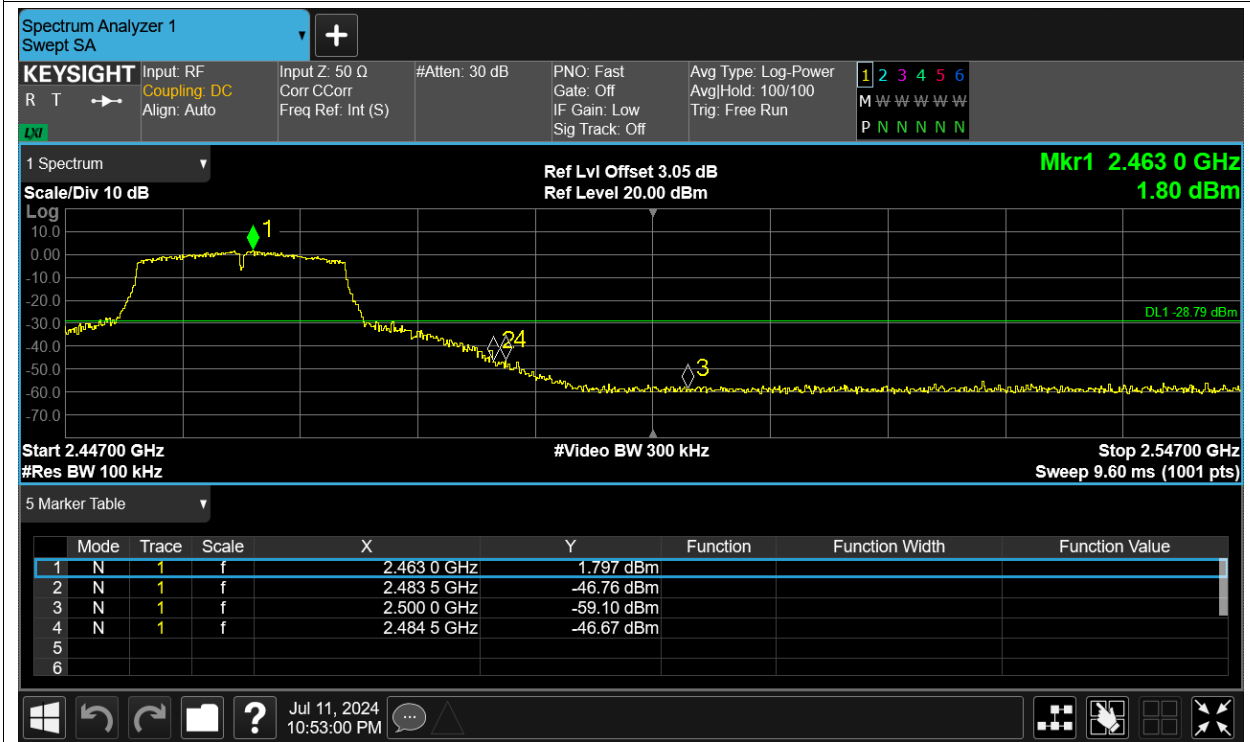 Spectrum Analyzer 1
Swept SA
+
KEYSIGHT Input: RF Input Z: 50 Ω #Atten: 30 dB PNO: Fast Avg Type: Log-Power 1 2 3 4 5 6
R T Coupling: DC Corr CCorr Gate: Off Avg|Hold: 100/100 M W W W W W
Align: Auto Freq Ref: Int (S) IF Gain: Low Trig: Free Run
LXI Sig Track: Off P N N N N N N
1 Spectrum Ref Lvl Offset 3.05 dB Mkr1 2.463 0 GHz
Scale/Div 10 dB Ref Level 20.00 dBm 1.80 dBm
Log
10.0 1
0.00
-10.0
-20.0
-30.0 DL1 -28.79 dBm
-40.0 2 4
-50.0 3
-60.0
-70.0
Start 2.44700 GHz #Video BW 300 kHz Stop 2.54700 GHz
#Res BW 100 kHz Sweep 9.60 ms (1001 pts)
5 Marker Table
Mode Trace Scale X Y Function Function Width Function Value
1 N 1 f 2.463 0 GHz 1.797 dBm
2 N 1 f 2.483 5 GHz -46.76 dBm
3 N 1 f 2.500 0 GHz -59.10 dBm
4 N 1 f 2.484 5 GHz -46.67 dBm
5
6
? Jul 11, 2024
10:53:00 PM